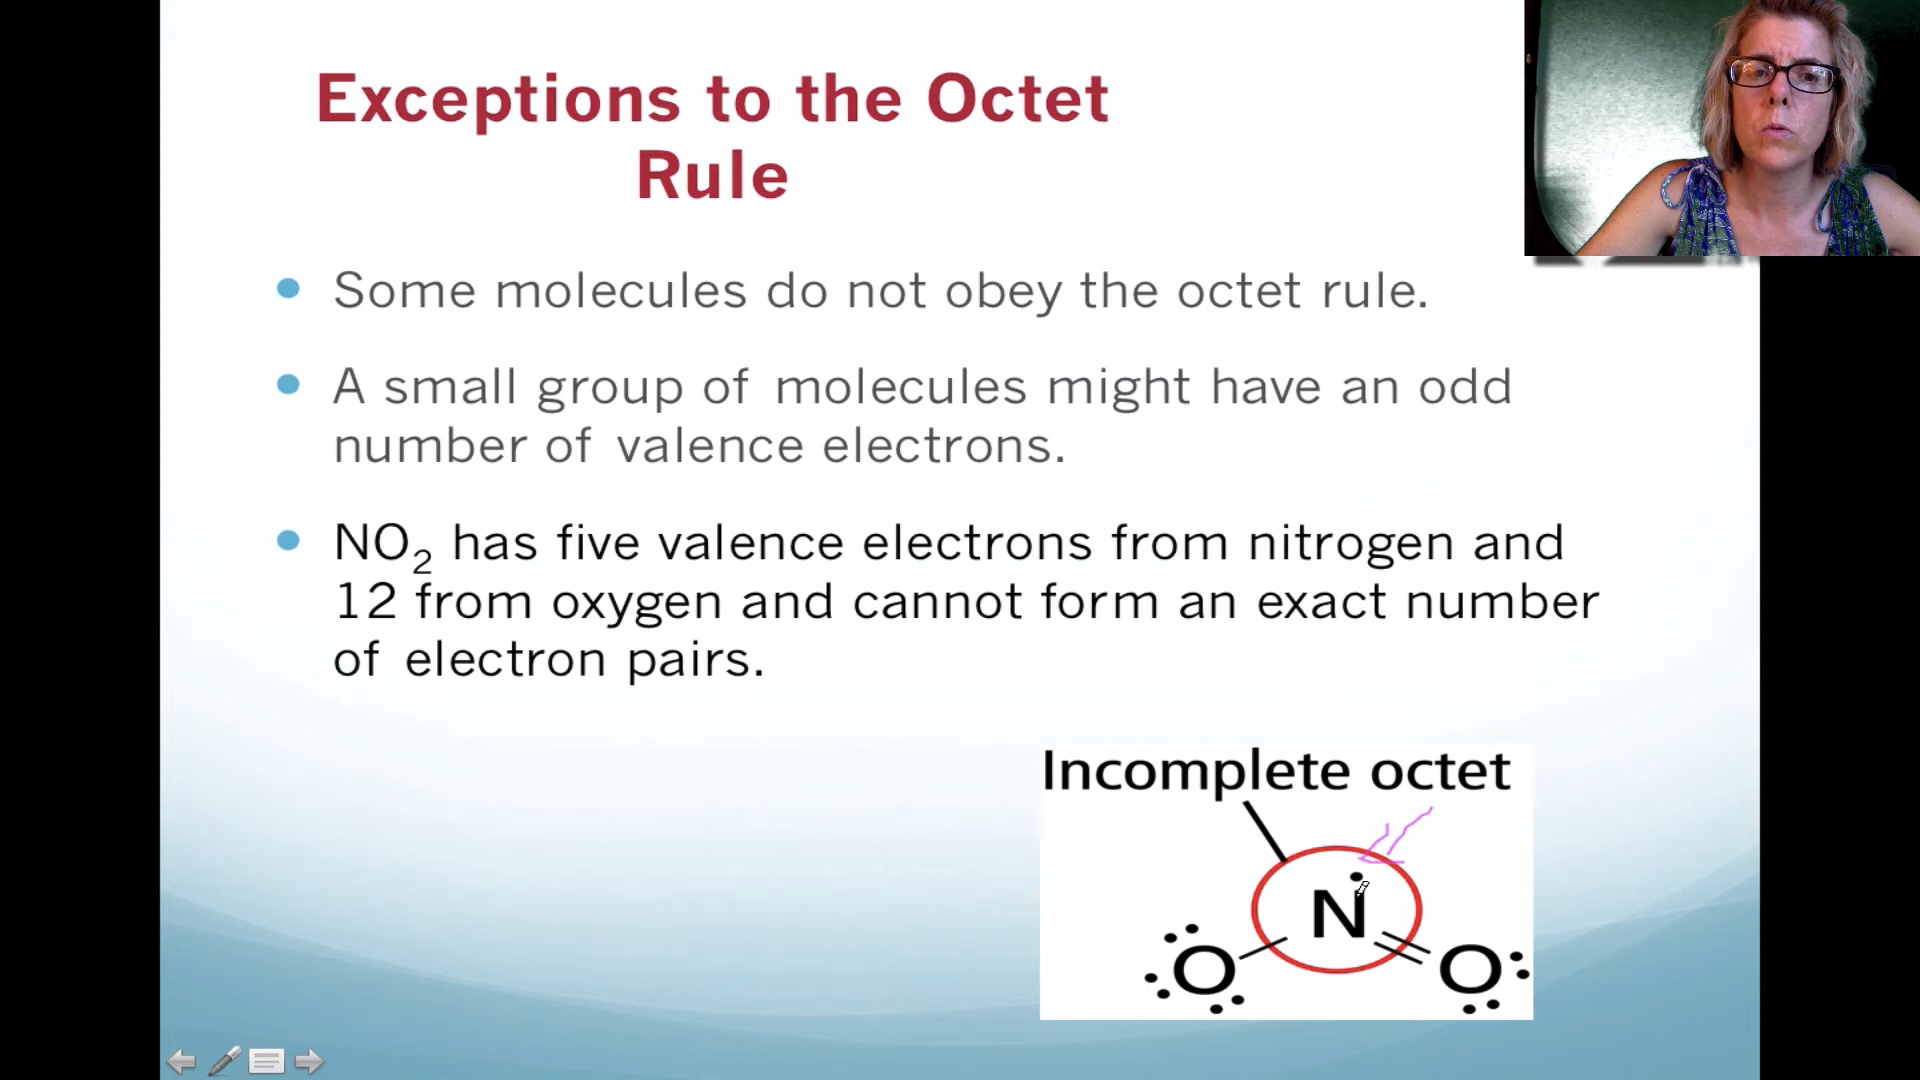 Exceptions to the Octet
Rule
Some molecules do not obey the octet rule.
A small group of molecules might have an odd
number of valence electrons.
NO₂ has five valence electrons from nitrogen and
12 from oxygen and cannot form an exact number
of electron pairs.
Incomplete octet
N
O
O